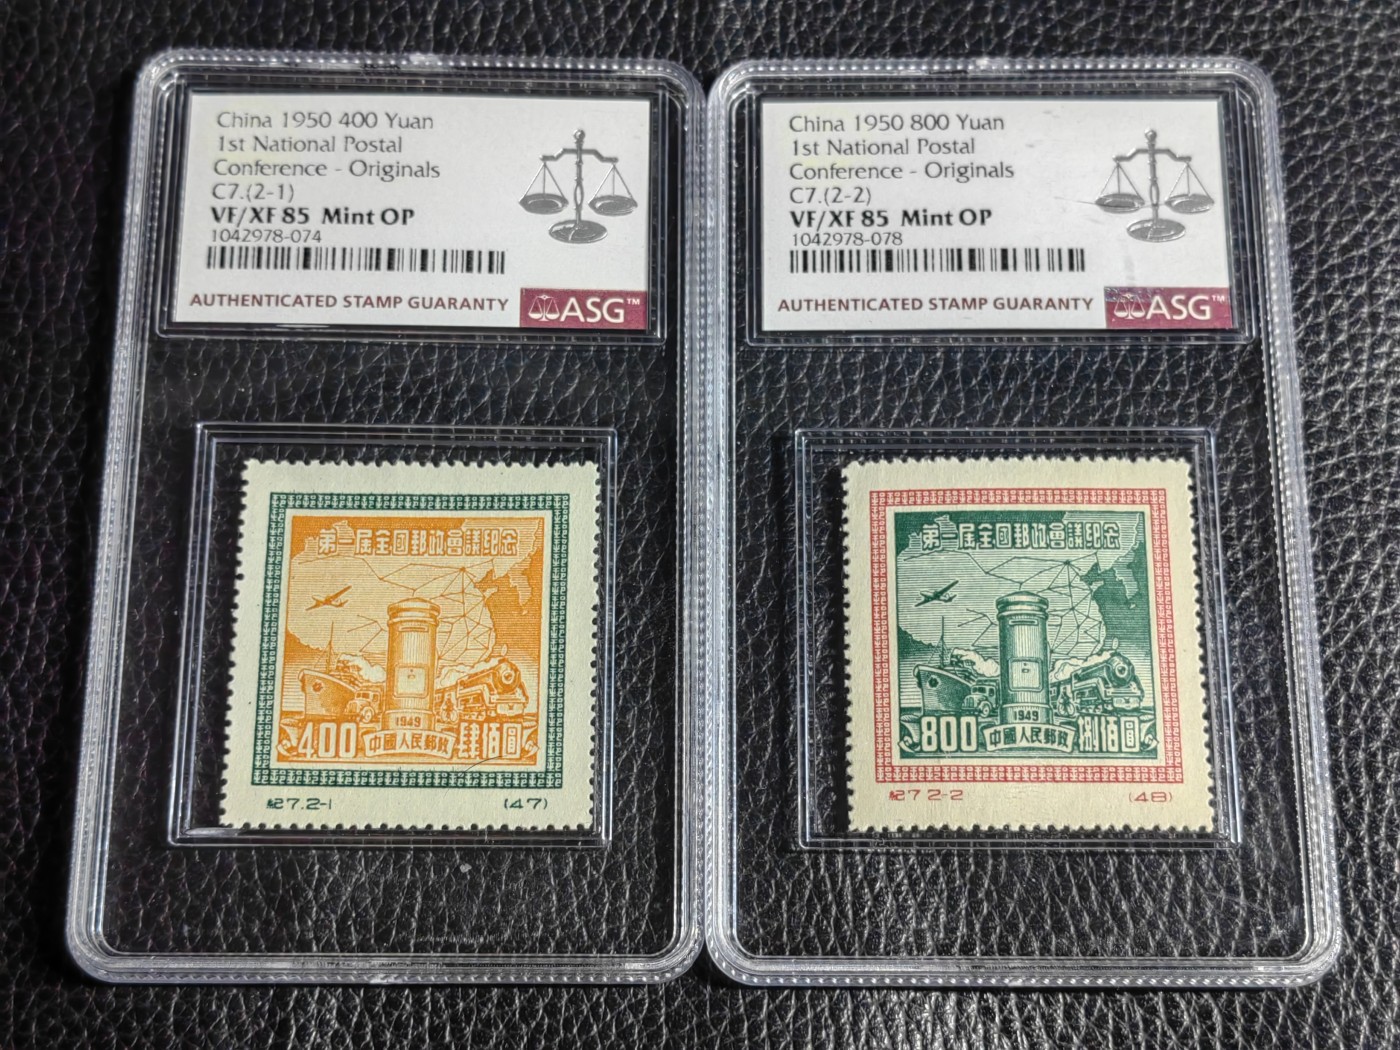 China 1950 400 Yuan
1st National Postal
Conference - Originals
C7.(2-1)
VF/XF 85 Mint OP
1042978-074
AUTHENTICATED STAMP GUARANTY
ASG™
第一届全國郵政會議紀念
1949
400 中國人民郵政 肆佰圓
紀7.2-1 (47)
China 1950 800 Yuan
1st National Postal
Conference - Originals
C7.(2-2)
VF/XF 85 Mint OP
1042978-078
AUTHENTICATED STAMP GUARANTY
ASG™
第一届全國郵政會議紀念
1949
800 中國人民郵政 捌佰圓
紀7 2-2 (48)